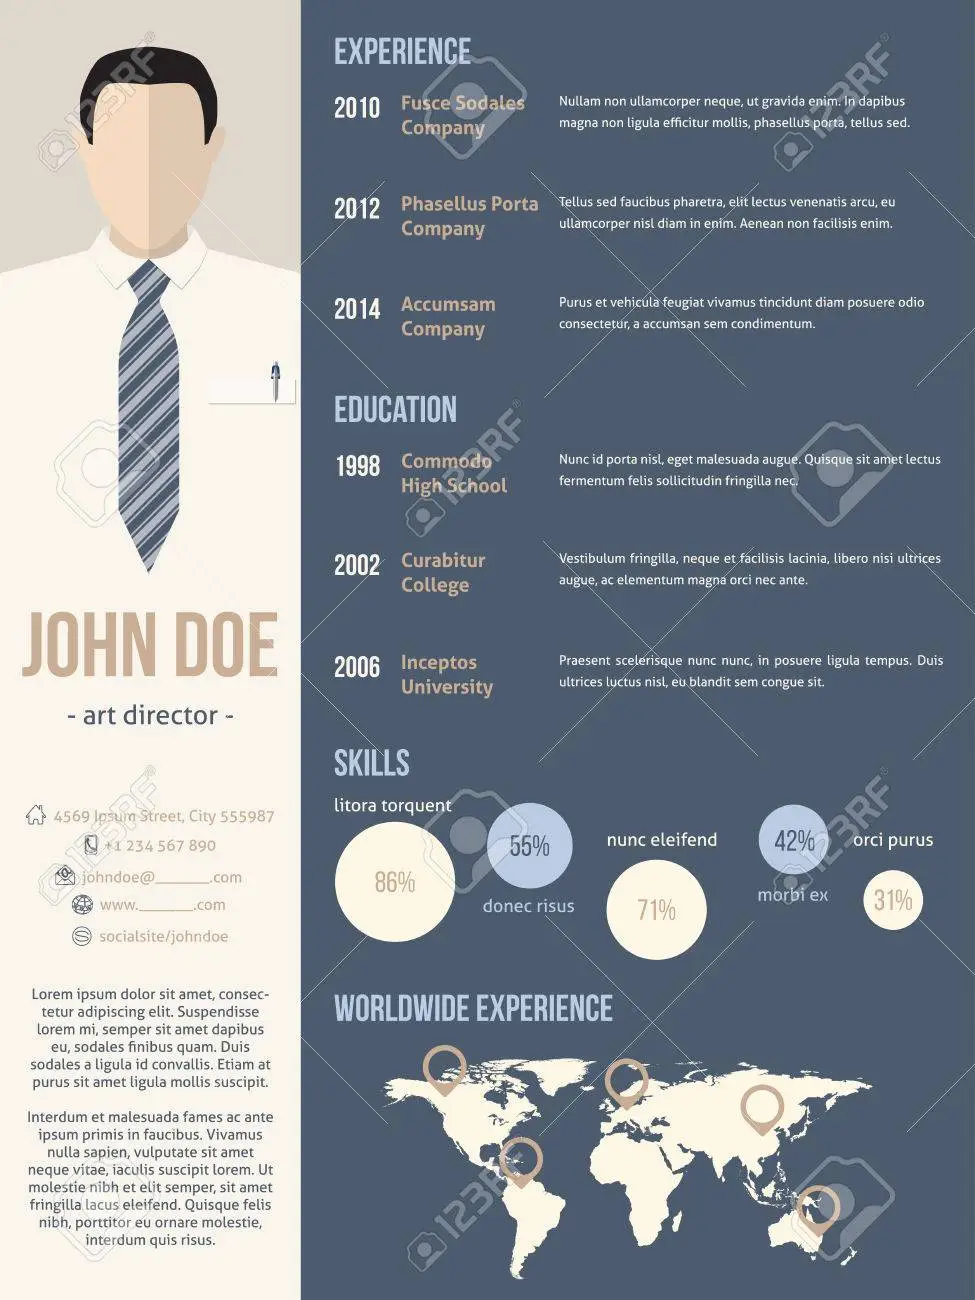 JOHN DOE
- art director -
4569 Ipsum Street, City 555987
+1 234 567 890
johndoe@______.com
www.______.com
socialsite/johndoe
Lorem ipsum dolor sit amet, consec-
tetur adipiscing elit. Suspendisse
lorem mi, semper sit amet dapibus
eu, sodales finibus quam. Duis
sodales a ligula id convallis. Etiam at
purus sit amet ligula mollis suscipit.
Interdum et malesuada fames ac ante
ipsum primis in faucibus. Vivamus
nulla sapien, vulputate sit amet
neque vitae, iaculis suscipit lorem. Ut
molestie nibh et elit semper, sit amet
fringilla lacus eleifend. Quisque felis
nibh, porttitor eu ornare molestie,
interdum quis risus.
EXPERIENCE
2010
Fusce Sodales
Company
Nullam non ullamcorper neque, ut gravida enim. In dapibus
magna non ligula efficitur mollis, phasellus porta, tellus sed.
2012
Phasellus Porta
Company
Tellus sed faucibus pharetra, elit lectus venenatis arcu, eu
ullamcorper nisl diam in enim. Aenean non facilisis enim.
2014
Accumsam
Company
Purus et vehicula feugiat vivamus tincidunt diam posuere odio
consectetur, a accumsan sem condimentum.
EDUCATION
1998
Commodo
High School
Nunc id porta nisl, eget malesuada augue. Quisque sit amet lectus
fermentum felis sollicitudin fringilla nec.
2002
Curabitur
College
Vestibulum fringilla, neque et facilisis lacinia, libero nisi ultrices
augue, ac elementum magna orci nec ante.
2006
Inceptos
University
Praesent scelerisque nunc nunc, in posuere ligula tempus. Duis
ultrices luctus nisl, eu blandit sem congue sit.
SKILLS
litora torquent
86%
55%
donec risus
nunc eleifend
71%
42%
morbi ex
orci purus
31%
WORLDWIDE EXPERIENCE
123RF
123RF
123RF
123RF
123RF
123RF